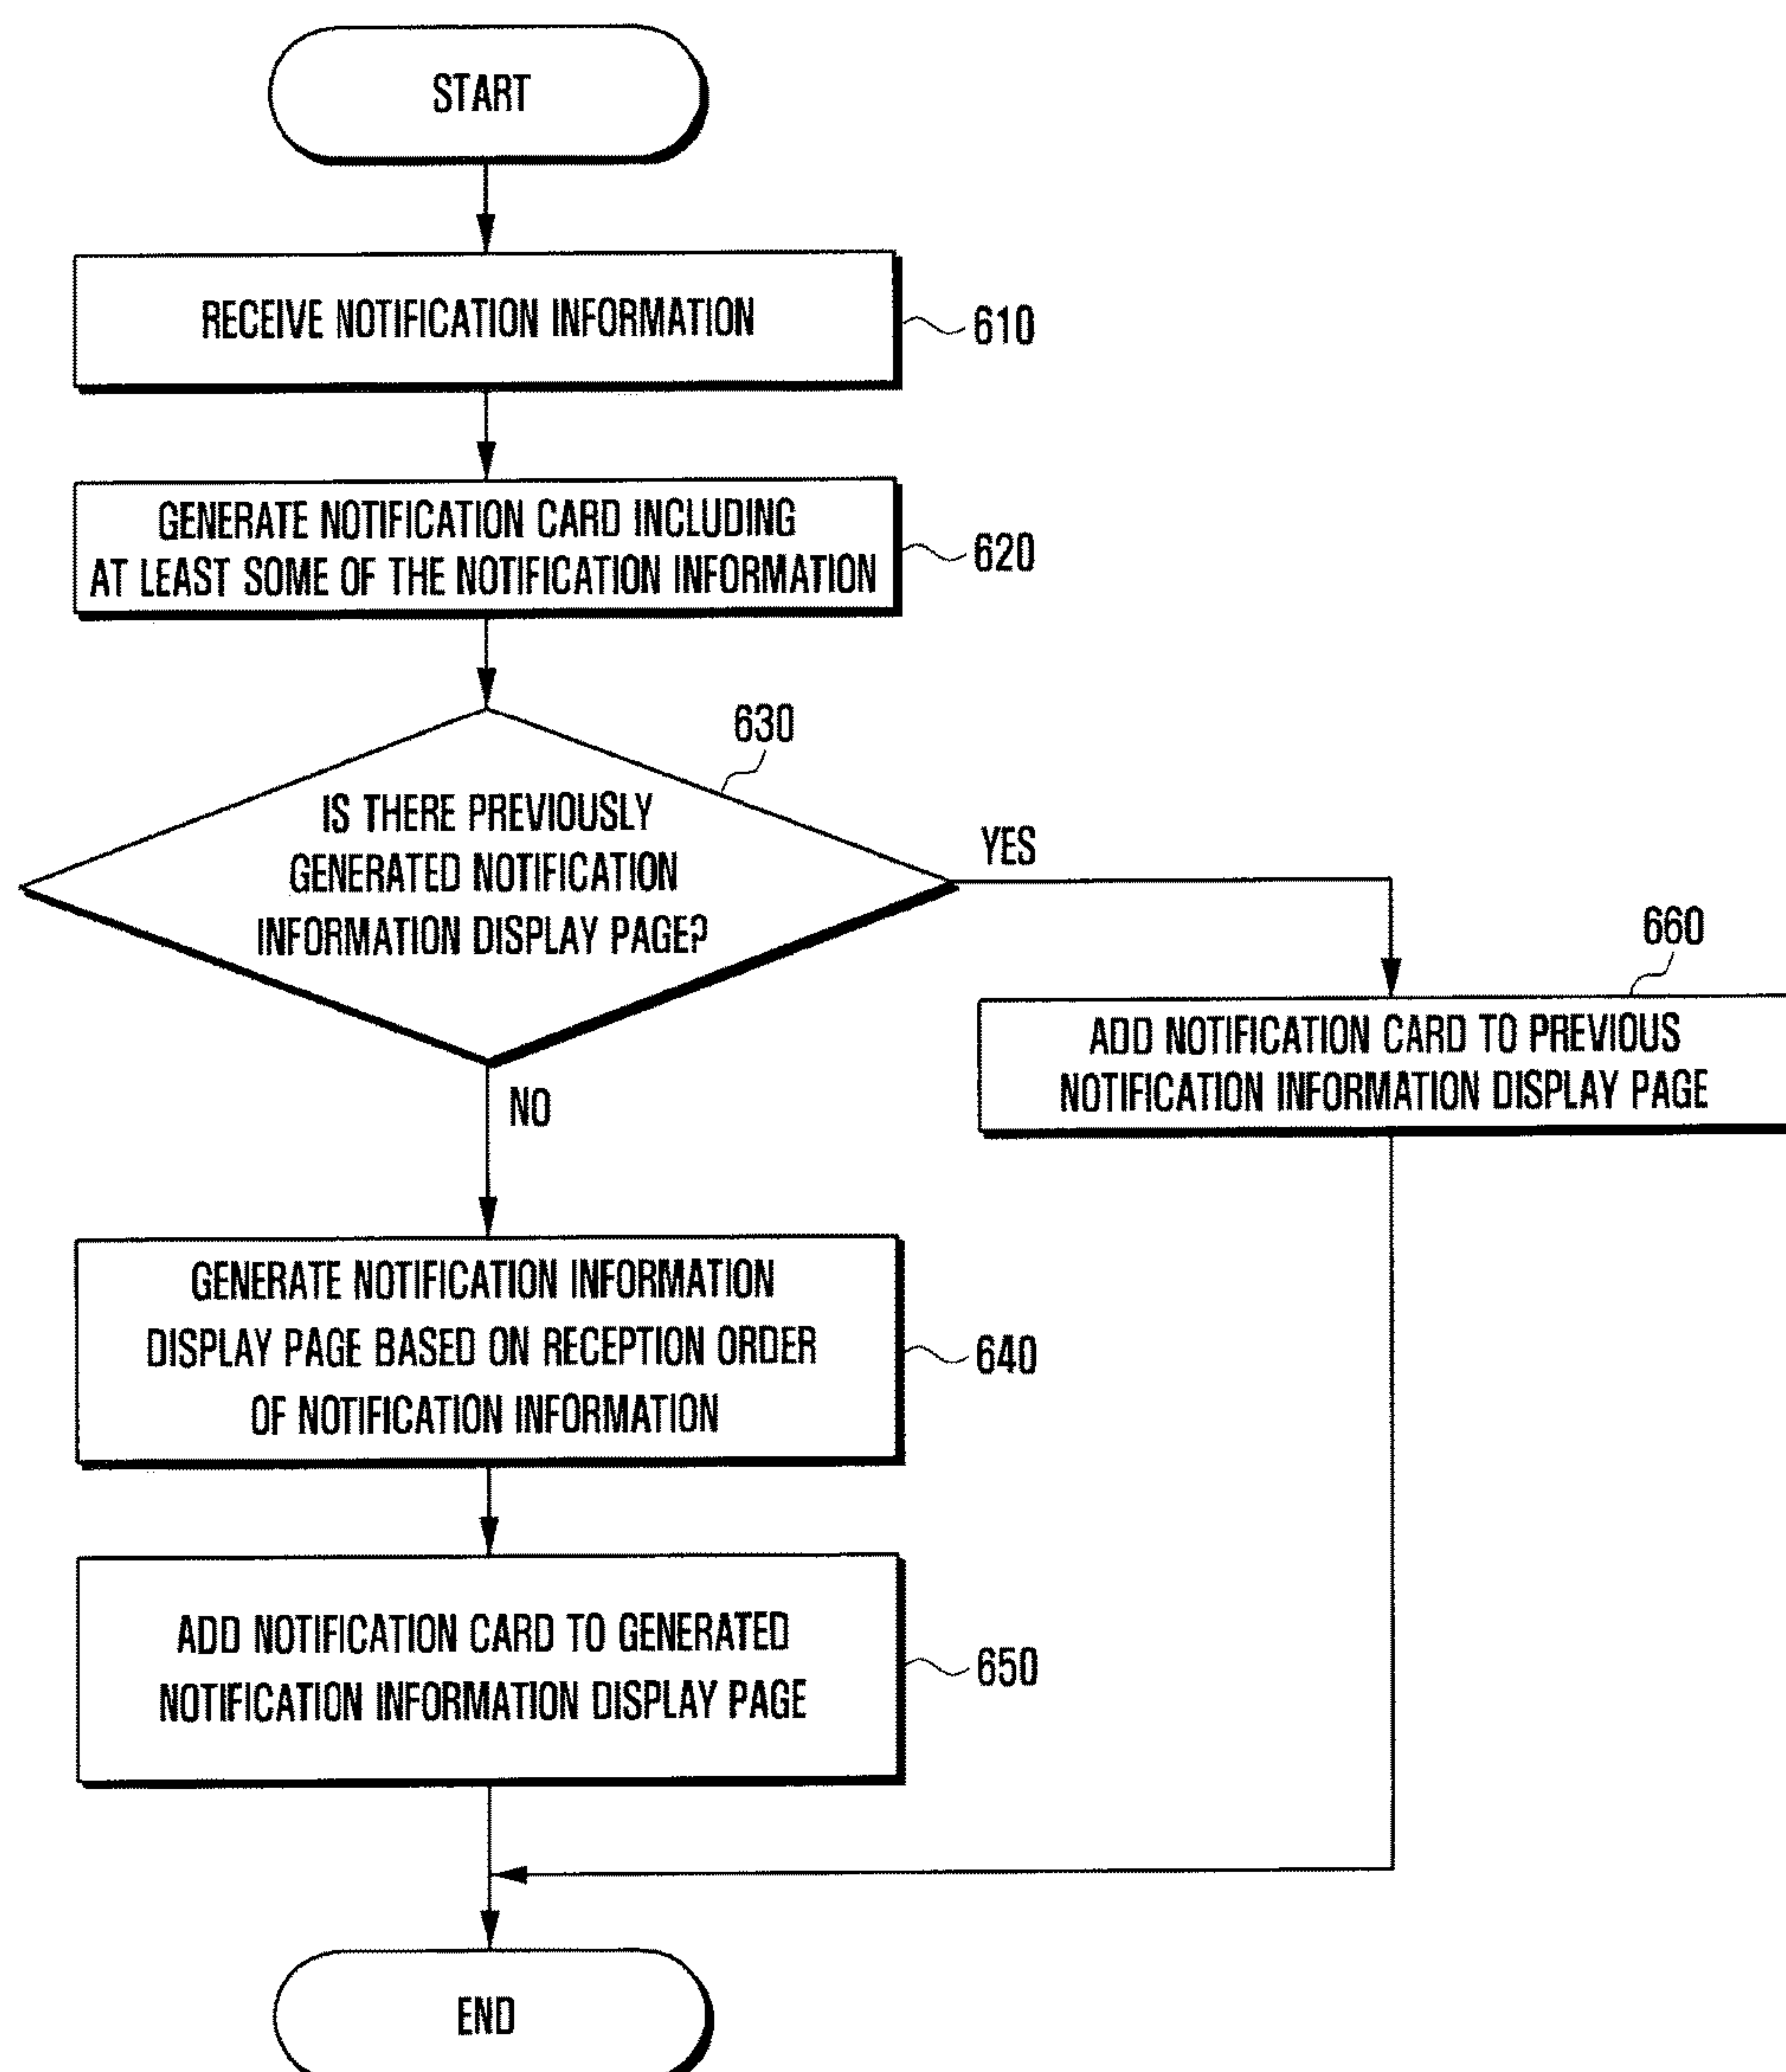 START
RECEIVE NOTIFICATION INFORMATION
610
GENERATE NOTIFICATION CARD INCLUDING
AT LEAST SOME OF THE NOTIFICATION INFORMATION
620
630
IS THERE PREVIOUSLY
GENERATED NOTIFICATION
INFORMATION DISPLAY PAGE?
YES
660
ADD NOTIFICATION CARD TO PREVIOUS
NOTIFICATION INFORMATION DISPLAY PAGE
NO
GENERATE NOTIFICATION INFORMATION
DISPLAY PAGE BASED ON RECEPTION ORDER
OF NOTIFICATION INFORMATION
640
ADD NOTIFICATION CARD TO GENERATED
NOTIFICATION INFORMATION DISPLAY PAGE
650
END